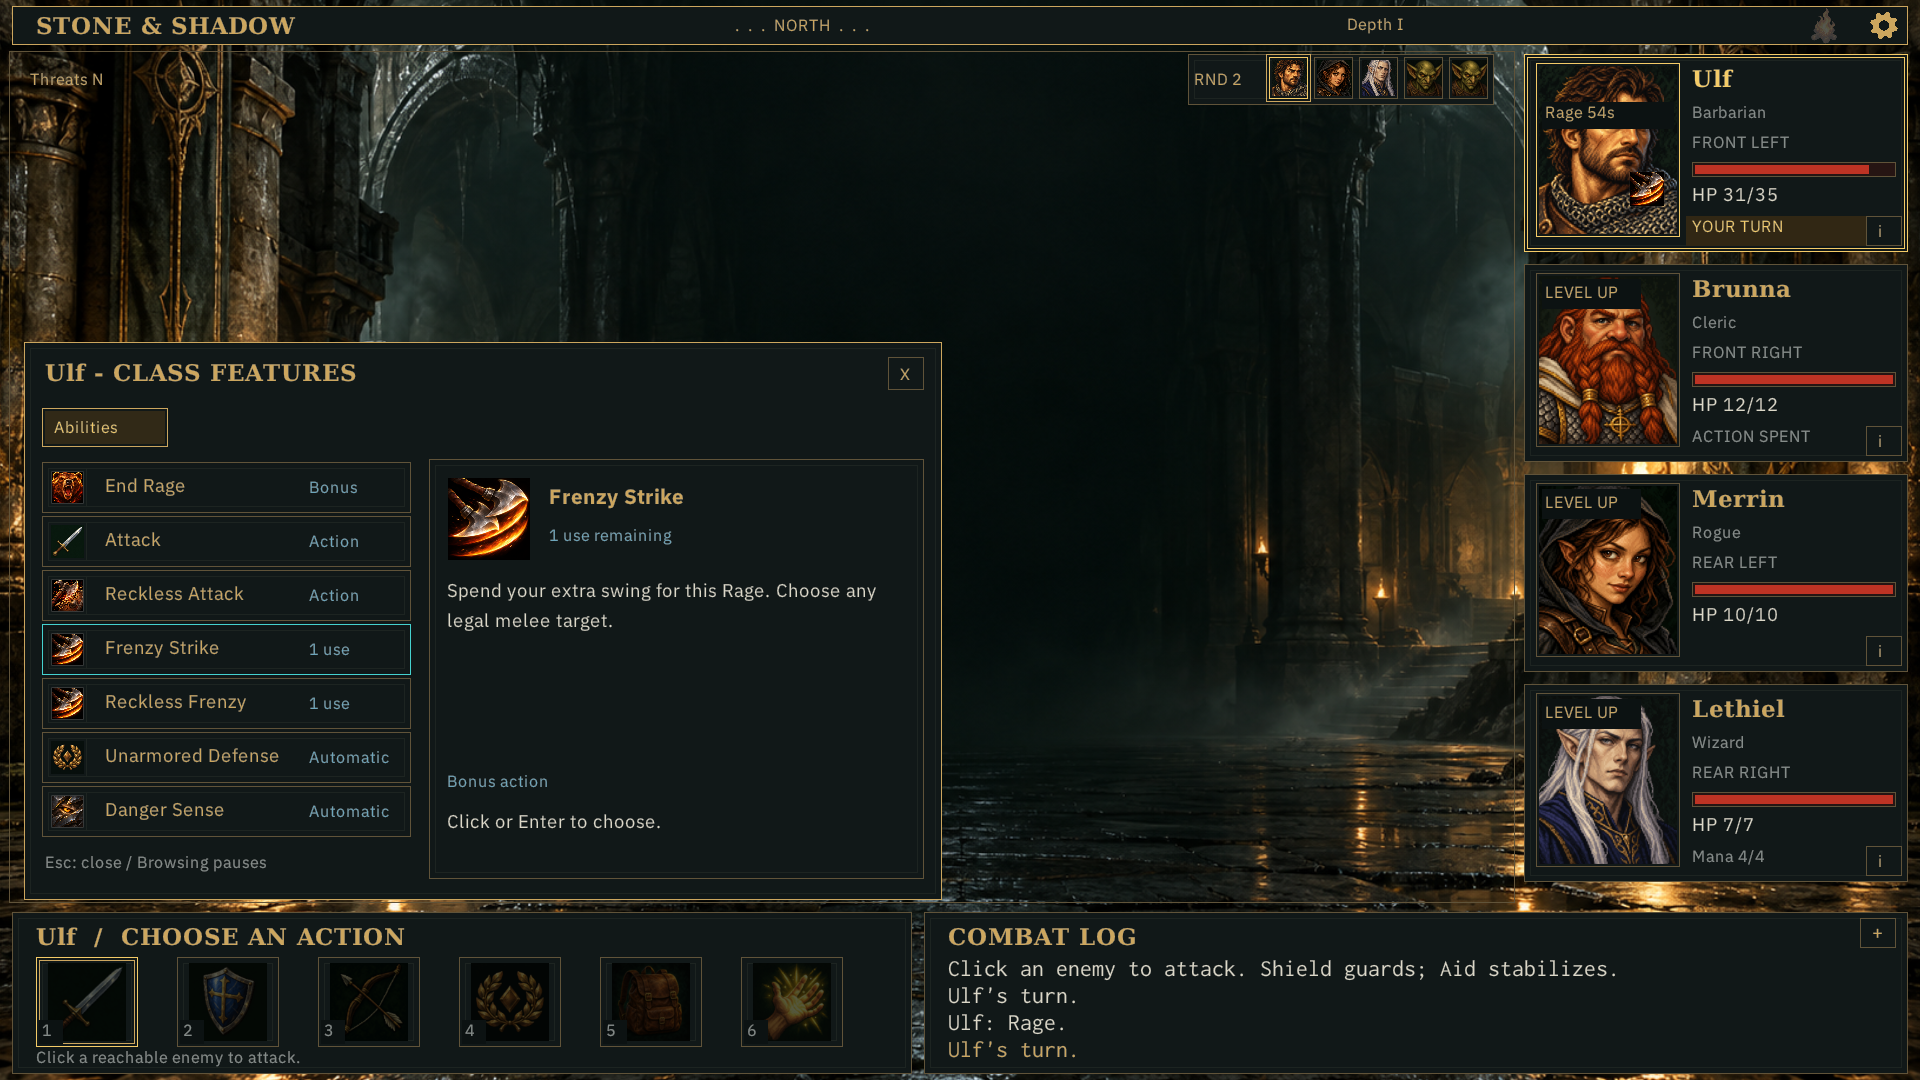 STONE & SHADOW
. . . NORTH . . .
Depth I
Threats N
RND 2
Rage 54s
Ulf
Barbarian
FRONT LEFT
HP 31/35
YOUR TURN
i
LEVEL UP
Brunna
Cleric
FRONT RIGHT
HP 12/12
ACTION SPENT
i
LEVEL UP
Merrin
Rogue
REAR LEFT
HP 10/10
i
LEVEL UP
Lethiel
Wizard
REAR RIGHT
HP 7/7
Mana 4/4
i
Ulf - CLASS FEATURES
X
Abilities
End Rage Bonus
Attack Action
Reckless Attack Action
Frenzy Strike 1 use
Reckless Frenzy 1 use
Unarmored Defense Automatic
Danger Sense Automatic
Esc: close / Browsing pauses
Frenzy Strike
1 use remaining
Spend your extra swing for this Rage. Choose any
legal melee target.
Bonus action
Click or Enter to choose.
Ulf / CHOOSE AN ACTION
1 2 3 4 5 6
Click a reachable enemy to attack.
COMBAT LOG
+
Click an enemy to attack. Shield guards; Aid stabilizes.
Ulf's turn.
Ulf: Rage.
Ulf's turn.